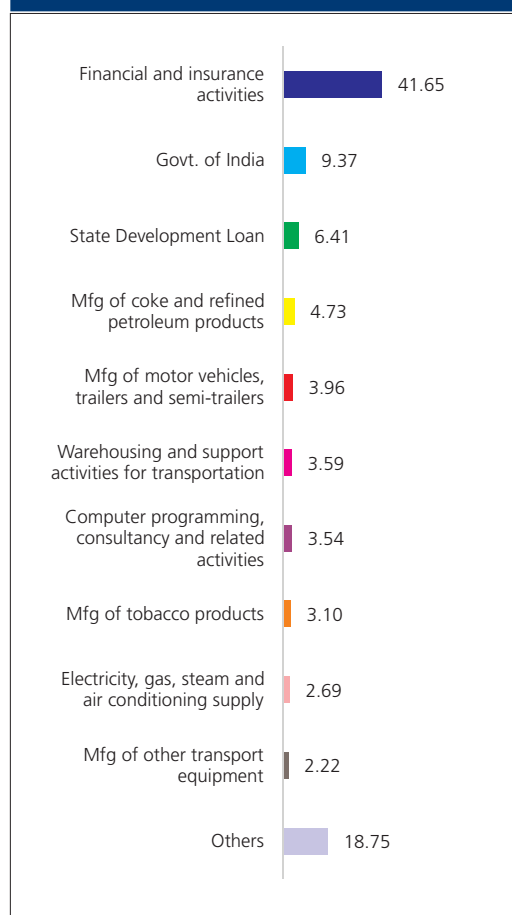 Financial and insurance
activities
41.65
Govt. of India
9.37
State Development Loan
6.41
Mfg of coke and refined
petroleum products
4.73
Mfg of motor vehicles,
trailers and semi-trailers
3.96
Warehousing and support
activities for transportation
3.59
Computer programming,
consultancy and related
activities
3.54
Mfg of tobacco products
3.10
Electricity, gas, steam and
air conditioning supply
2.69
Mfg of other transport
equipment
2.22
Others
18.75